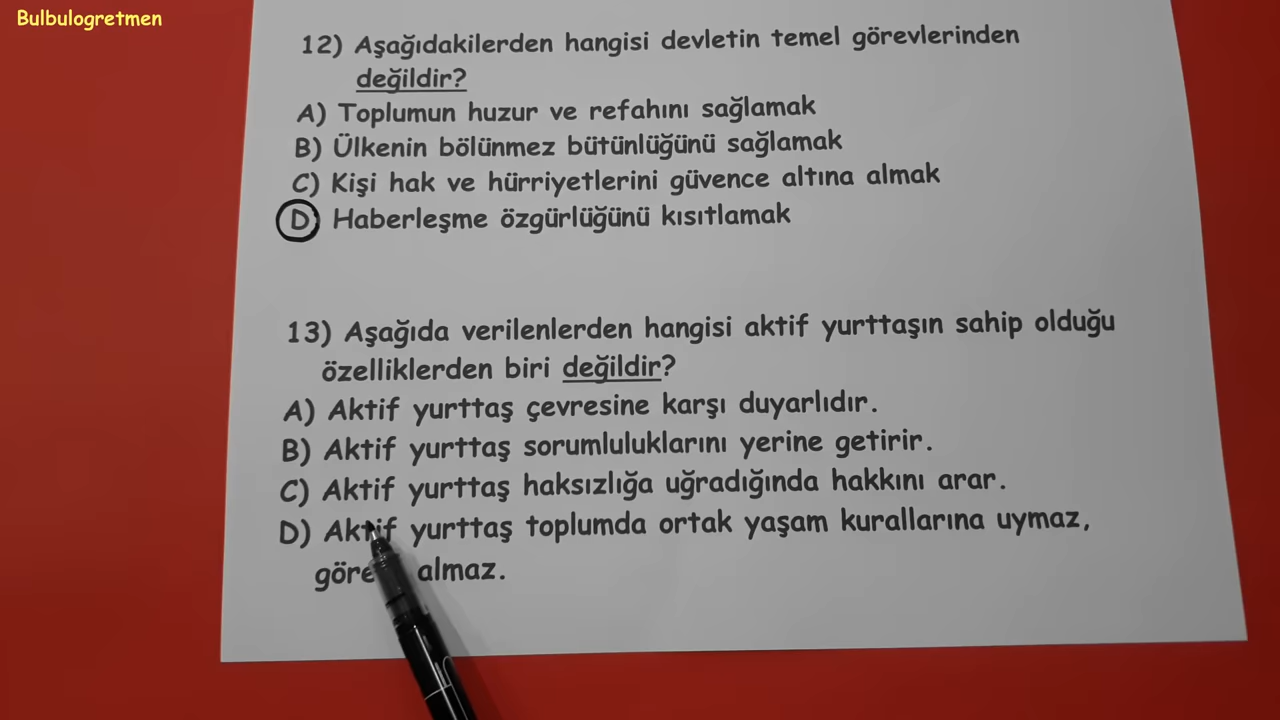 Bulbulogretmen
12) Aşağıdakilerden hangisi devletin temel görevlerinden
değildir?
A) Toplumun huzur ve refahını sağlamak
B) Ülkenin bölünmez bütünlüğünü sağlamak
C) Kişi hak ve hürriyetlerini güvence altına almak
D) Haberleşme özgürlüğünü kısıtlamak
13) Aşağıda verilenlerden hangisi aktif yurttaşın sahip olduğu
özelliklerden biri değildir?
A) Aktif yurttaş çevresine karşı duyarlıdır.
B) Aktif yurttaş sorumluluklarını yerine getirir.
C) Aktif yurttaş haksızlığa uğradığında hakkını arar.
D) Aktif yurttaş toplumda ortak yaşam kurallarına uymaz,
almaz.